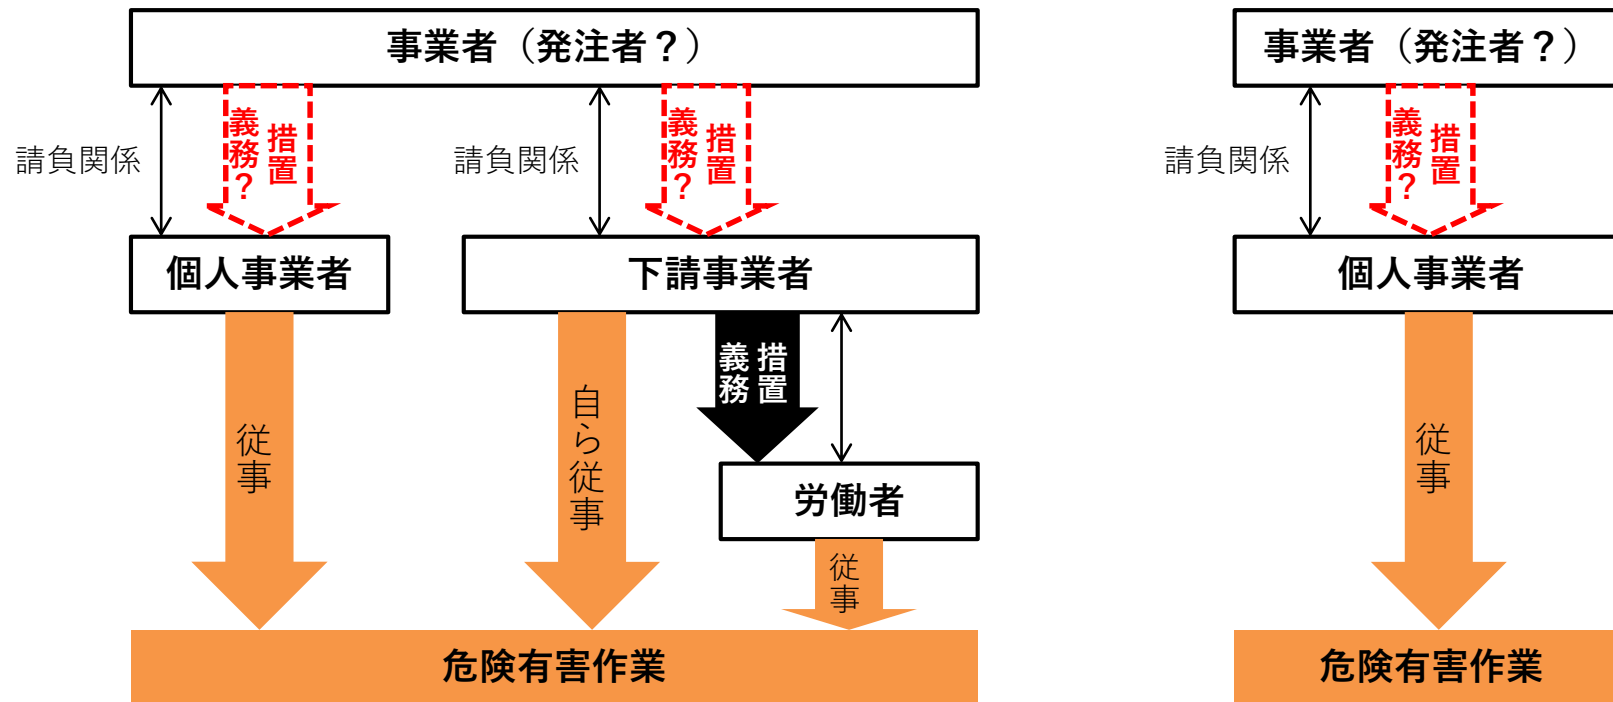 事業者（発注者？）
請負関係
措置
義務？
請負関係
措置
義務？
個人事業者
下請事業者
措置
義務
従事
自ら従事
労働者
従事
危険有害作業
事業者（発注者？）
請負関係
措置
義務？
個人事業者
従事
危険有害作業